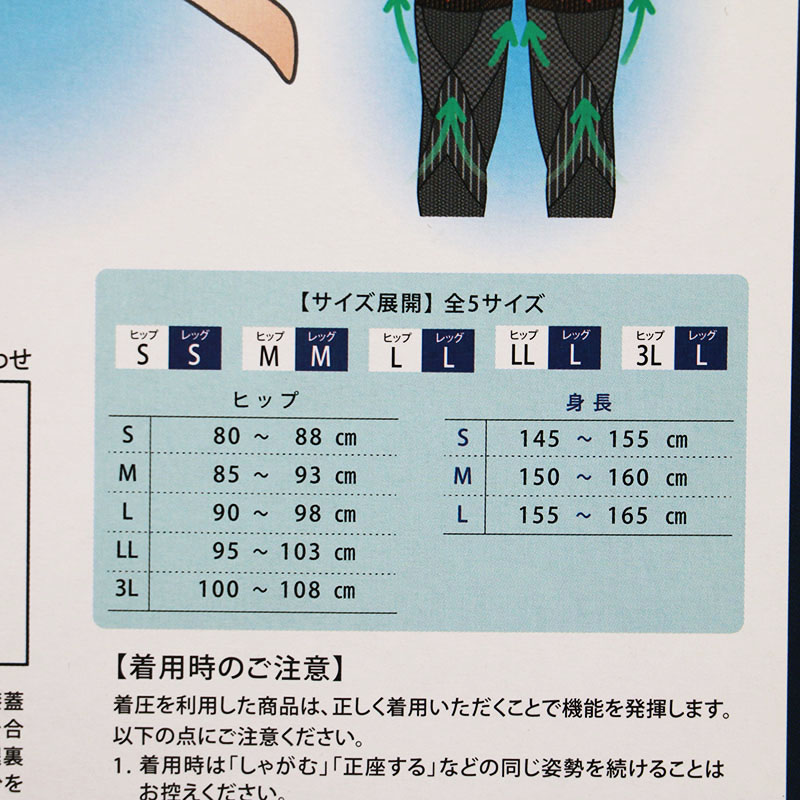 【サイズ展開】全5サイズ
ヒップ S レッグ S ヒップ M レッグ M ヒップ L レッグ L ヒップ LL レッグ L ヒップ 3L レッグ L
ヒップ
S 80 ～ 88 cm
M 85 ～ 93 cm
L 90 ～ 98 cm
LL 95 ～ 103 cm
3L 100 ～ 108 cm
身長
S 145 ～ 155 cm
M 150 ～ 160 cm
L 155 ～ 165 cm
【着用時のご注意】
着圧を利用した商品は、正しく着用いただくことで機能を発揮します。
以下の点にご注意ください。
1. 着用時は「しゃがむ」「正座する」などの同じ姿勢を続けることは
お控えください。
わせ
蓋
合
裏
を